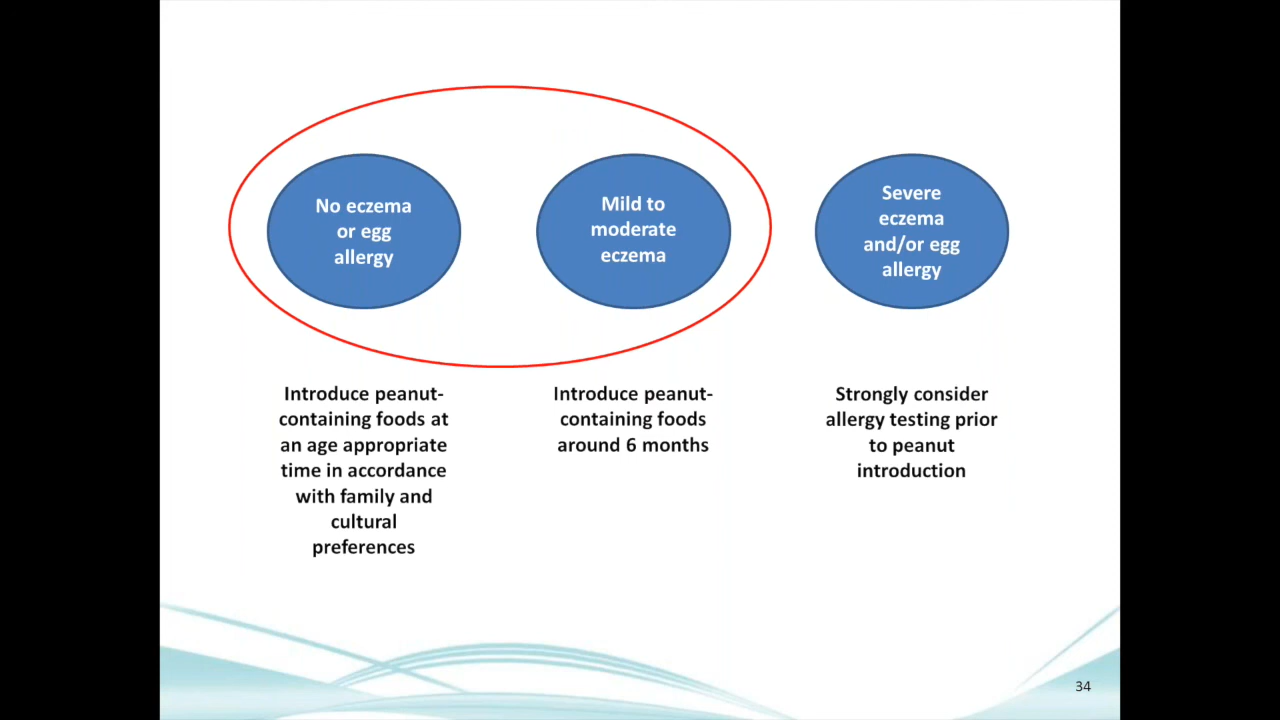 No eczema
or egg
allergy
Mild to
moderate
eczema
Severe
eczema
and/or egg
allergy
Introduce peanut-
containing foods at
an age appropriate
time in accordance
with family and
cultural
preferences
Introduce peanut-
containing foods
around 6 months
Strongly consider
allergy testing prior
to peanut
introduction
34